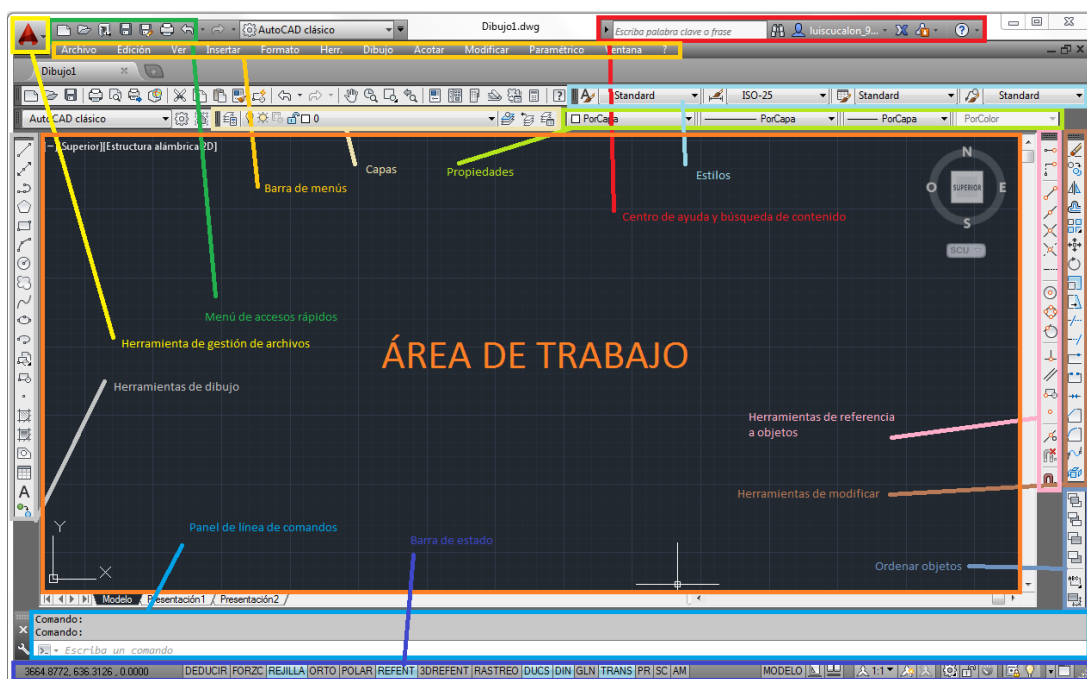 AutoCAD clásico
Dibujo1.dwg
Escriba palabra clave o frase
luiscucalon_9...
?
Archivo Edición Ver Insertar Formato Herr. Dibujo Acotar Modificar Paramétrico Ventana ?
Dibujo1
Standard ISO-25 Standard Standard
AutoCAD clásico
0
PorCapa PorCapa PorCapa PorColor
[−][Superior][Estructura alámbrica 2D]
Capas
Propiedades
Estilos
Barra de menús
Centro de ayuda y búsqueda de contenido
N
O SUPERIOR E
S
SCU
Menú de accesos rápidos
Herramienta de gestión de archivos
ÁREA DE TRABAJO
Herramientas de dibujo
Herramientas de referencia
a objetos
Herramientas de modificar
A
Panel de línea de comandos
Barra de estado
Ordenar objetos
Y
X
Modelo Presentación1 Presentación2
Comando:
Comando:
Escriba un comando
3664.8772, 636.3126 , 0.0000 DEDUCIR FORZC REJILLA ORTO POLAR REFENT 3DREFENT RASTREO DUCS DIN GLN TRANS PR SC AM MODELO 1:1